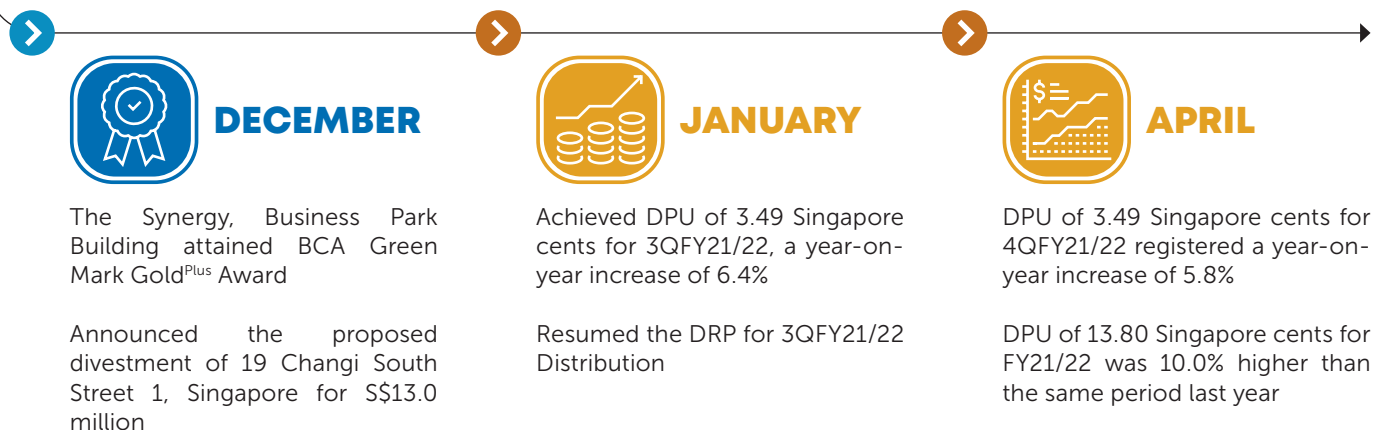 DECEMBER
The Synergy, Business Park
Building attained BCA Green
Mark Gold^Plus Award
Announced the proposed
divestment of 19 Changi South
Street 1, Singapore for S$13.0
million
JANUARY
Achieved DPU of 3.49 Singapore
cents for 3QFY21/22, a year-on-
year increase of 6.4%
Resumed the DRP for 3QFY21/22
Distribution
$
APRIL
DPU of 3.49 Singapore cents for
4QFY21/22 registered a year-on-
year increase of 5.8%
DPU of 13.80 Singapore cents for
FY21/22 was 10.0% higher than
the same period last year